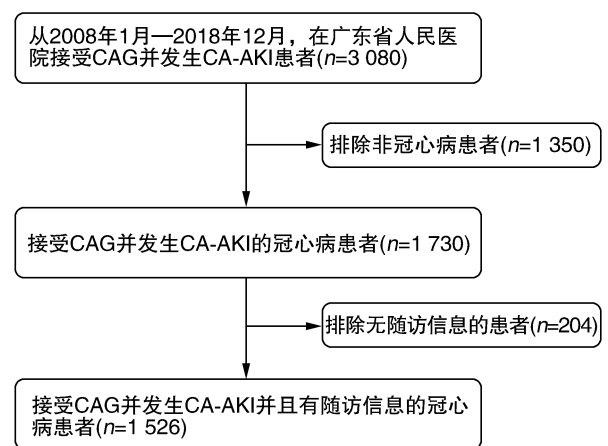 从2008年1月—2018年12月，在广东省人民医
院接受CAG并发生CA-AKI患者(n=3 080)
排除非冠心病患者(n=1 350)
接受CAG并发生CA-AKI的冠心病患者(n=1 730)
排除无随访信息的患者(n=204)
接受CAG并发生CA-AKI并且有随访信息的冠心
病患者(n=1 526)